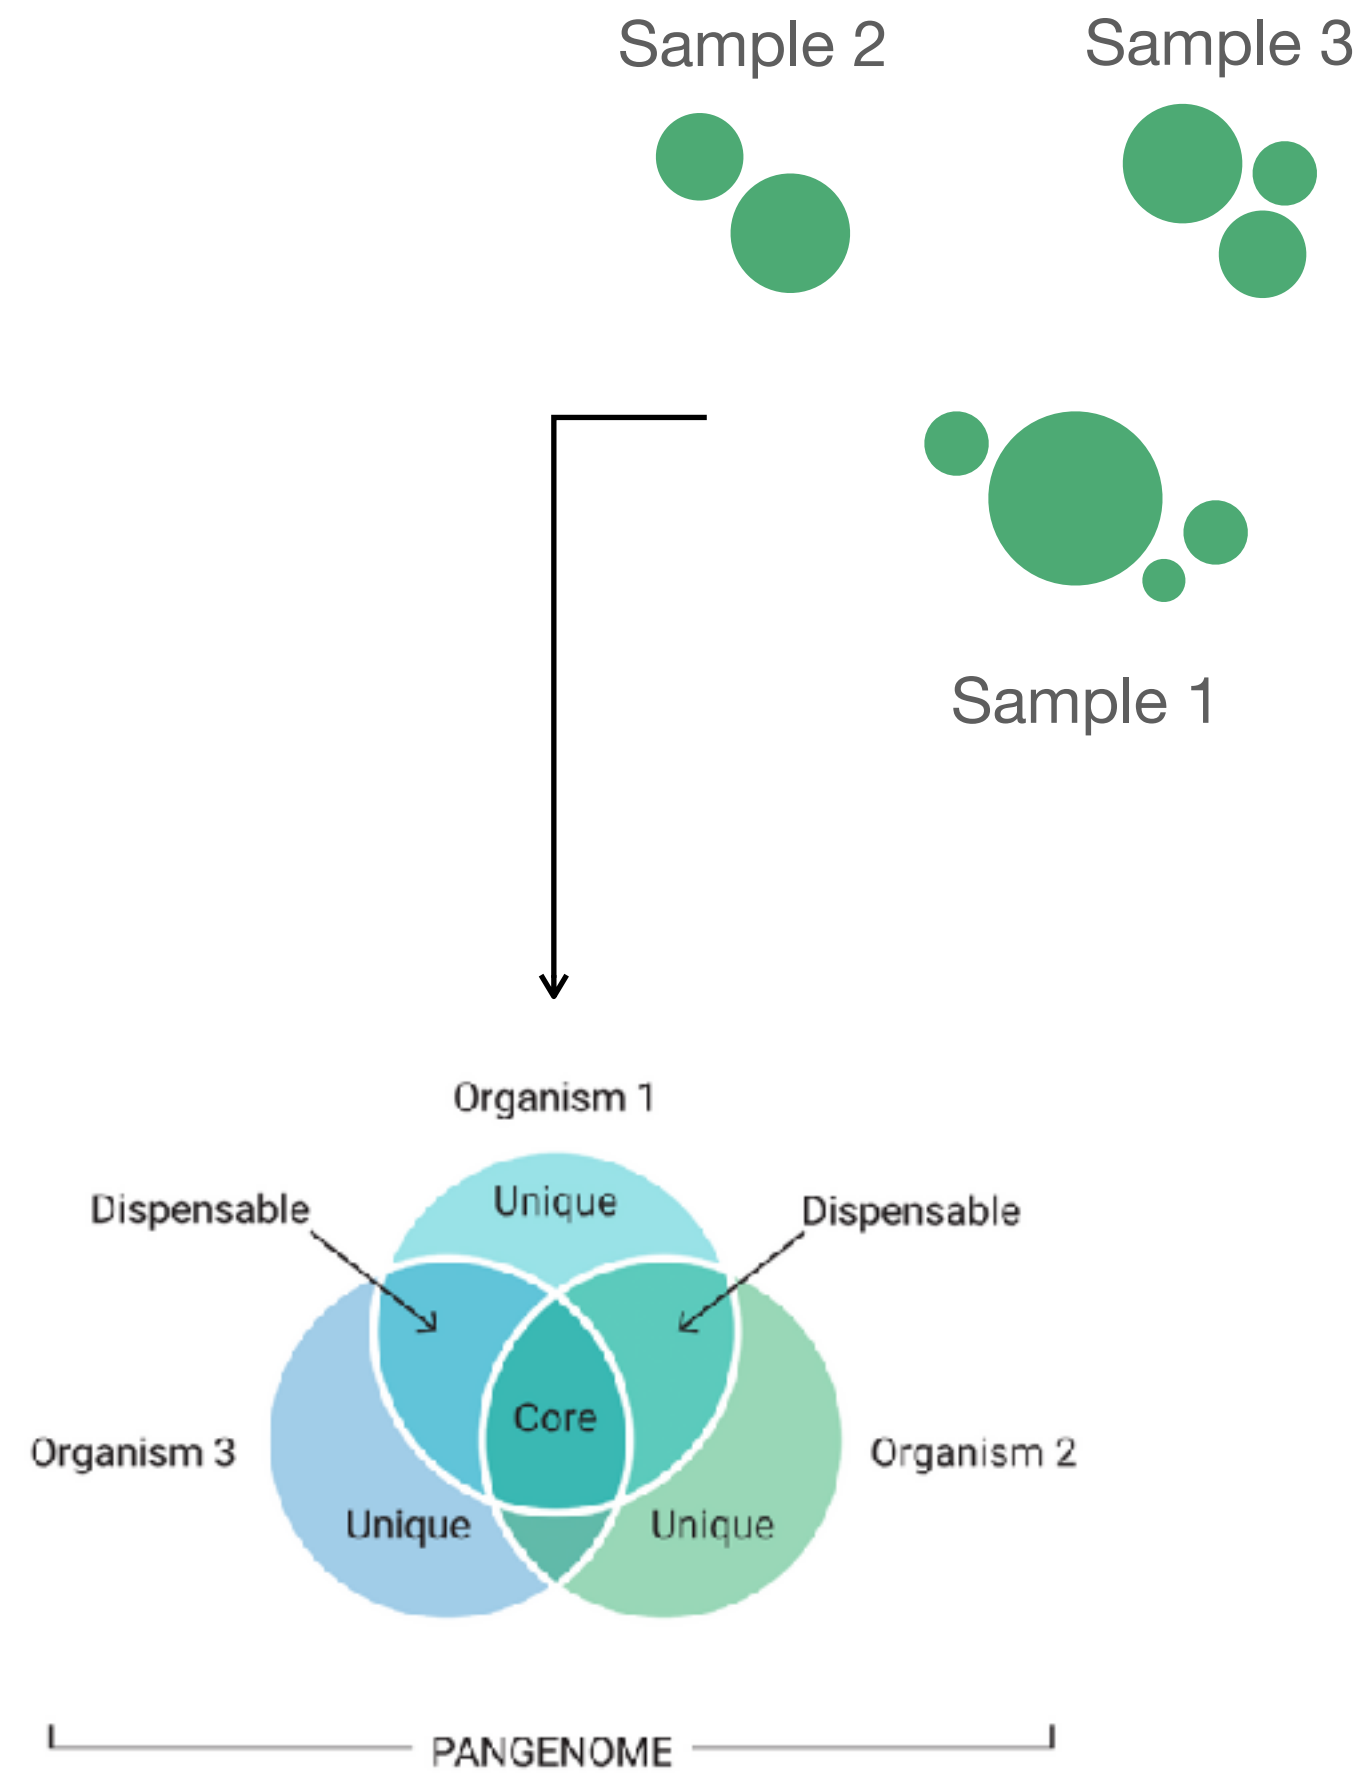 Sample 2
Sample 3
Sample 1
Organism 1
Unique
Dispensable
Dispensable
Core
Organism 3
Organism 2
Unique
Unique
PANGENOME